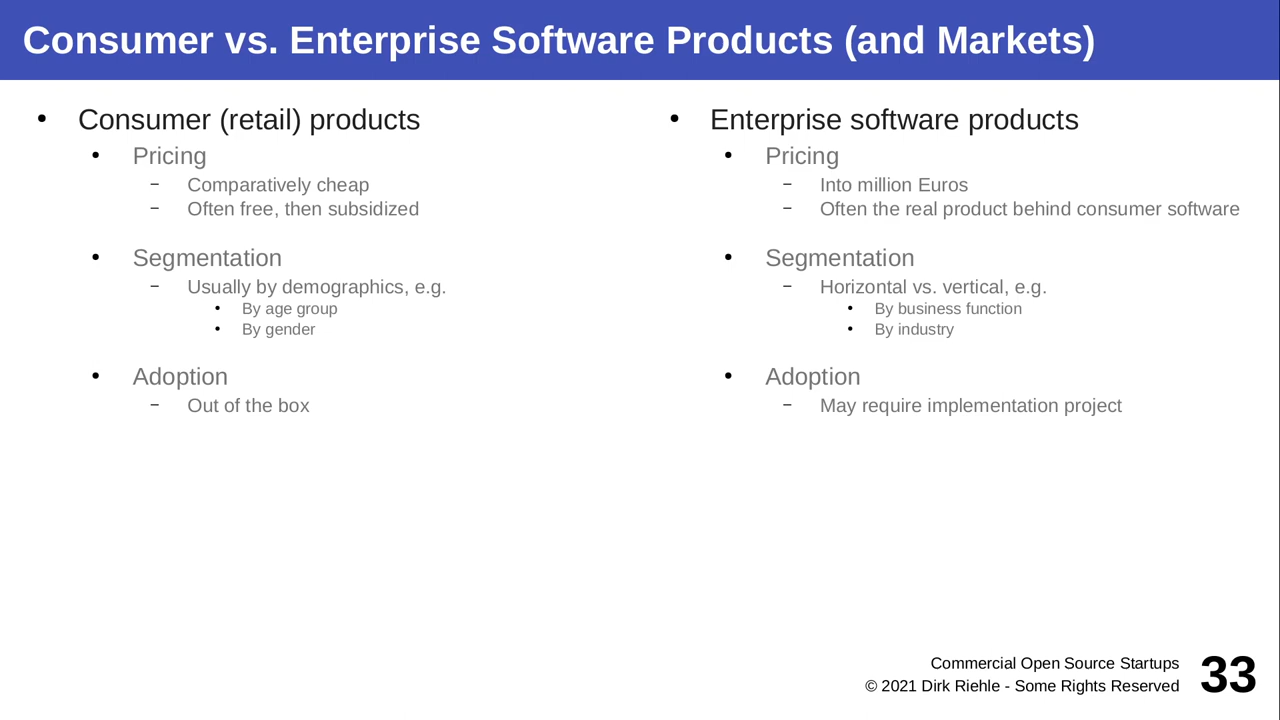 Consumer vs. Enterprise Software Products (and Markets)
• Consumer (retail) products
• Pricing
– Comparatively cheap
– Often free, then subsidized
• Segmentation
– Usually by demographics, e.g.
• By age group
• By gender
• Adoption
– Out of the box
• Enterprise software products
• Pricing
– Into million Euros
– Often the real product behind consumer software
• Segmentation
– Horizontal vs. vertical, e.g.
• By business function
• By industry
• Adoption
– May require implementation project
Commercial Open Source Startups
© 2021 Dirk Riehle - Some Rights Reserved
33